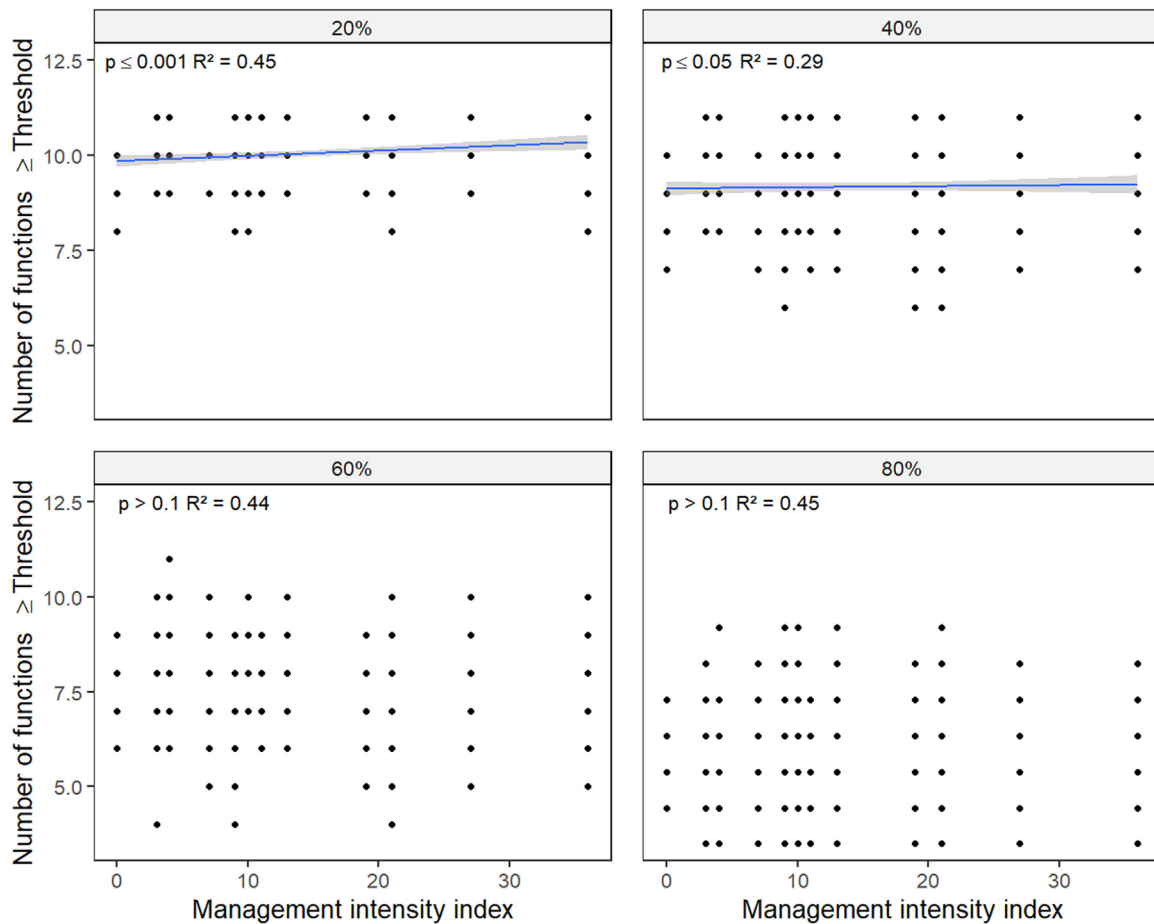 20%
40%
p ≤ 0.001 R² = 0.45
p ≤ 0.05 R² = 0.29
Number of functions ≥ Threshold
12.5
10.0
7.5
5.0
60%
80%
p > 0.1 R² = 0.44
p > 0.1 R² = 0.45
Number of functions ≥ Threshold
12.5
10.0
7.5
5.0
0 10 20 30
0 10 20 30
Management intensity index
Management intensity index